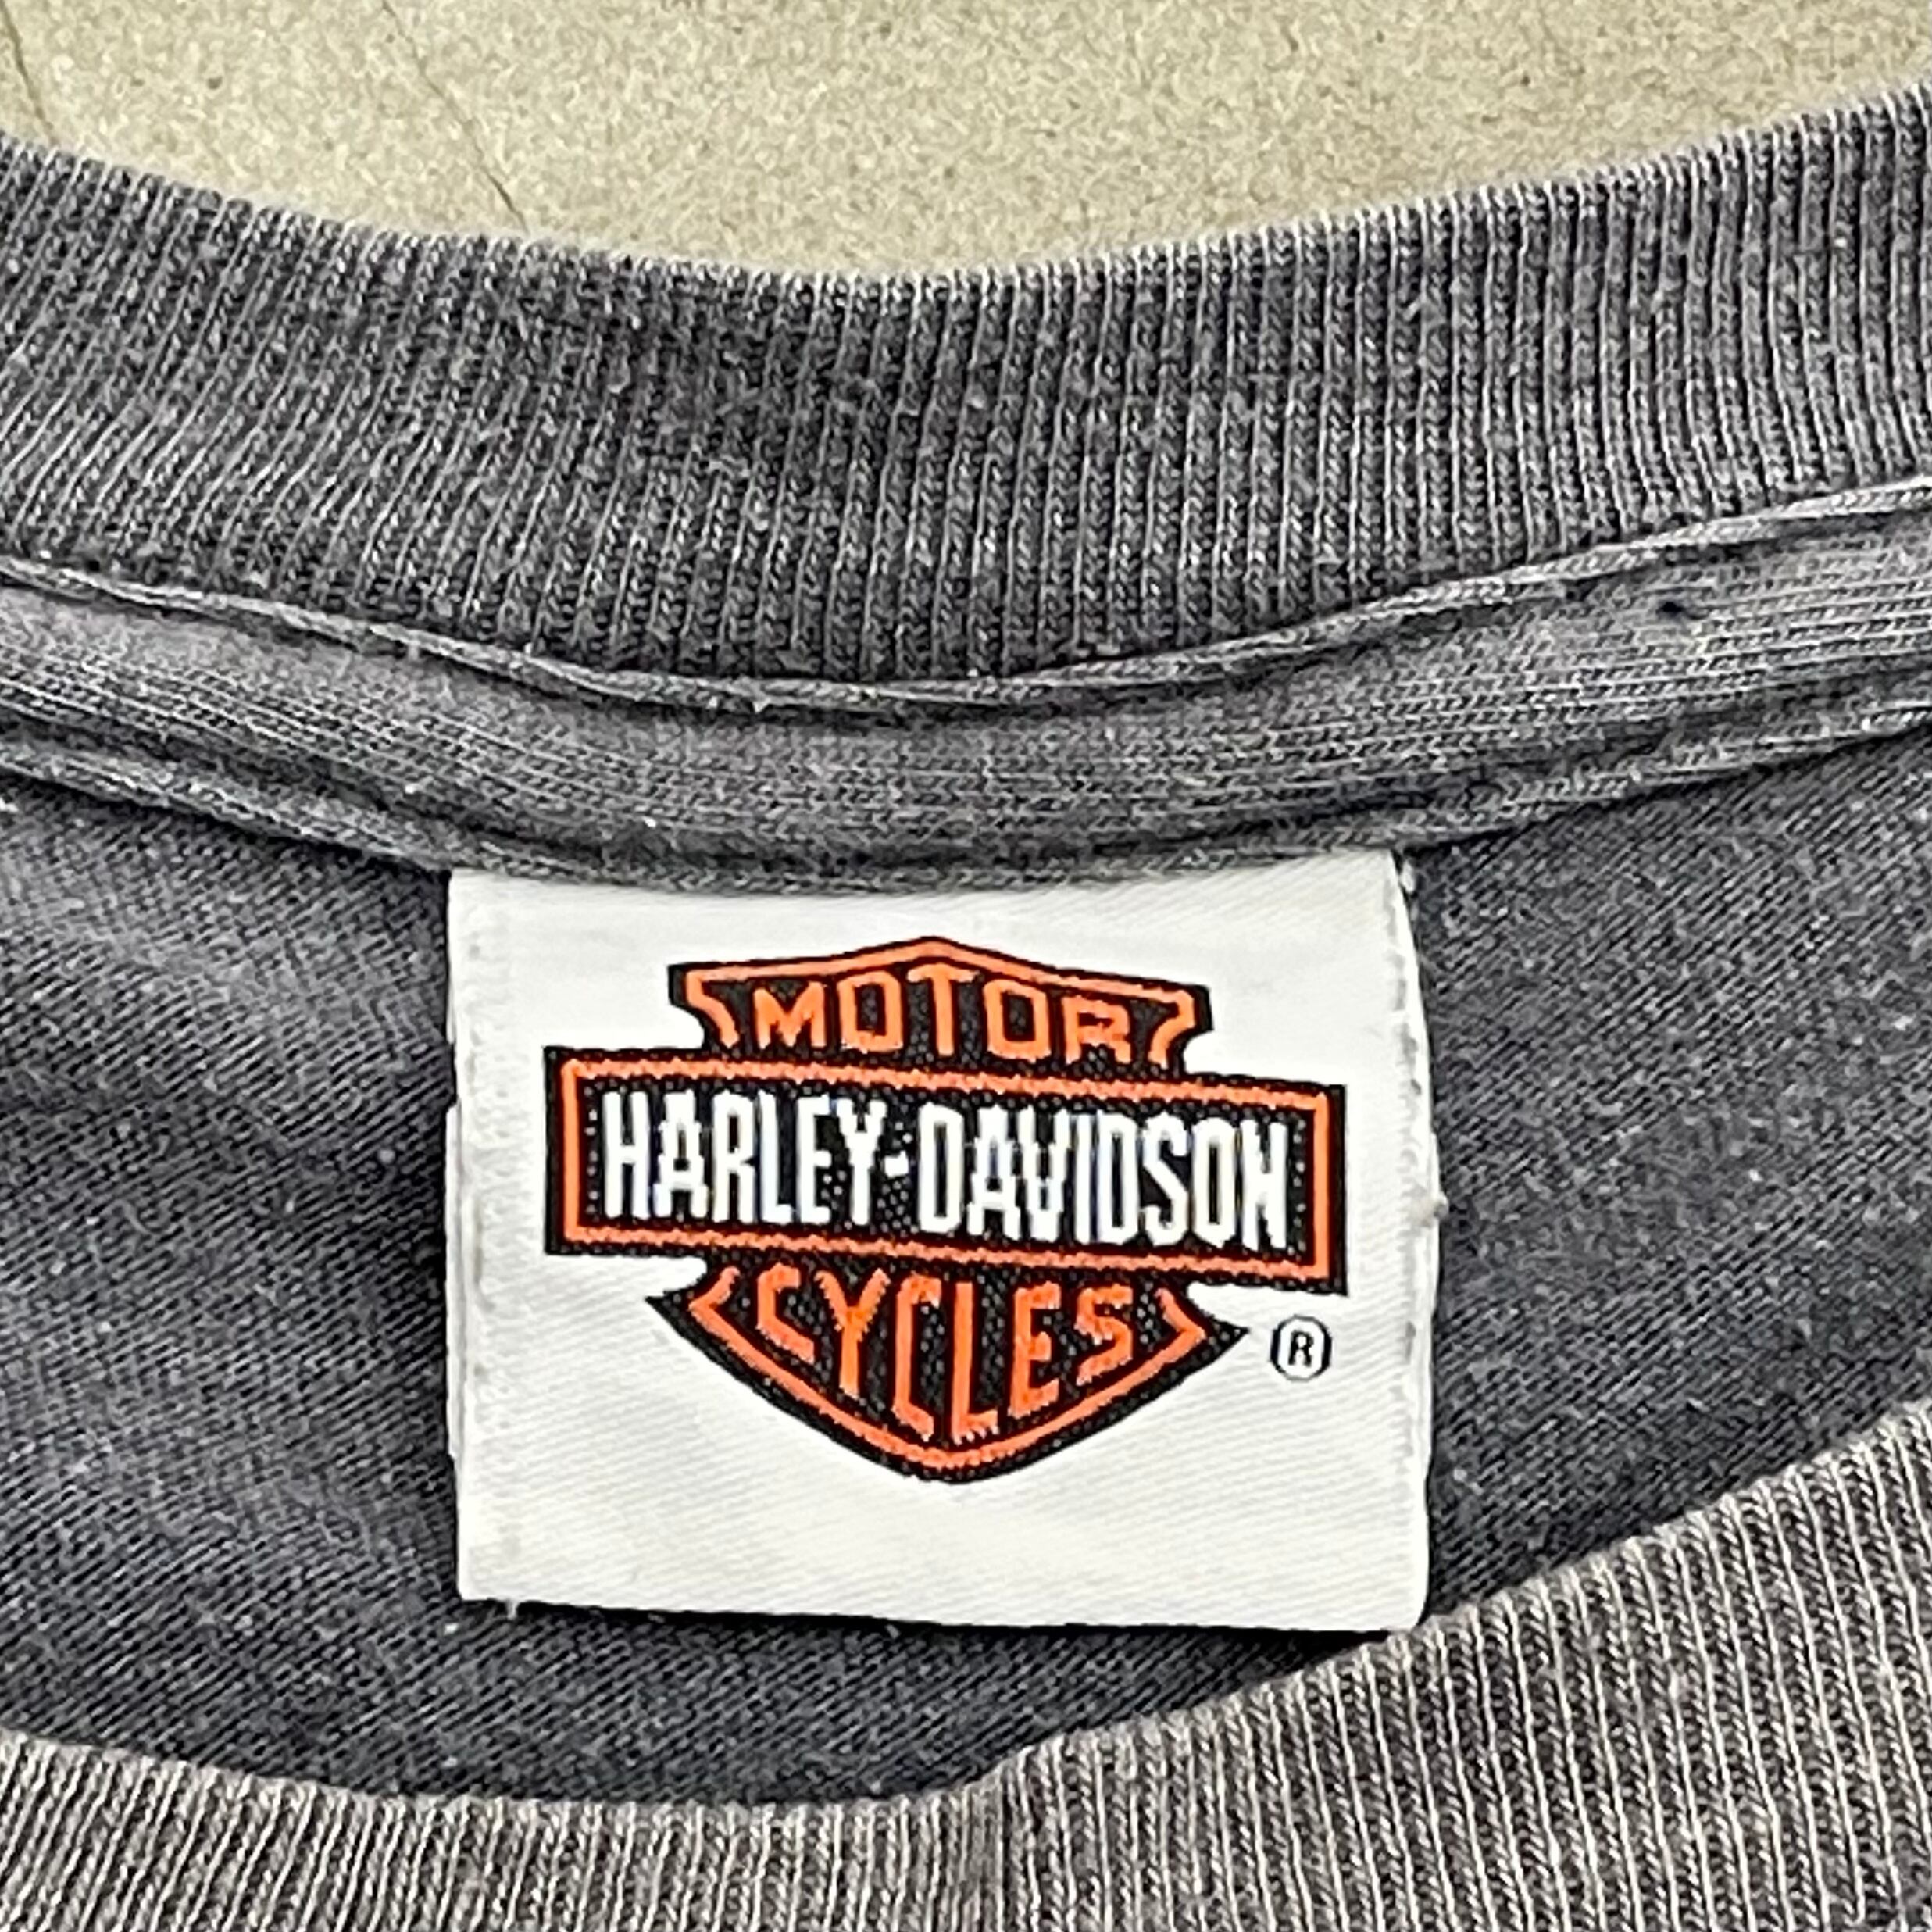 MOTOR
HARLEY-DAVIDSON
CYCLES
®